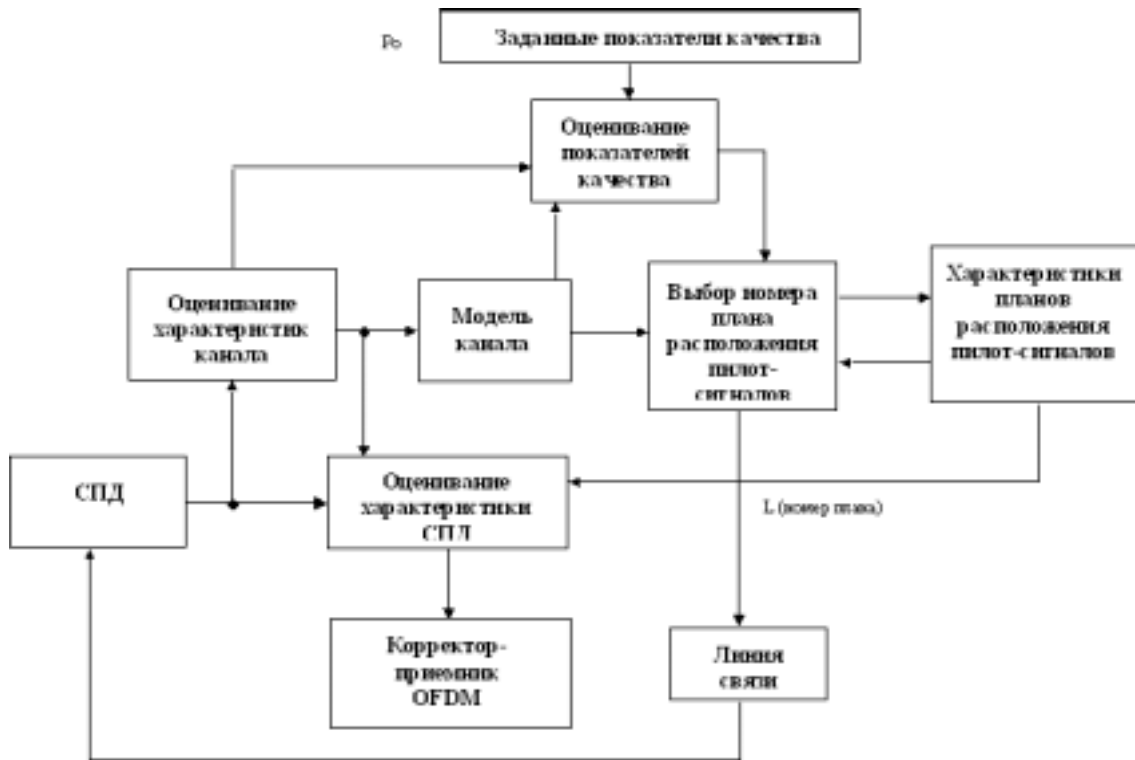 Ро
Заданные показатели качества
Оценивание
показателей
качества
Оценивание
характеристик
канала
Модель
канала
Выбор номера
плана
расположения
пилот-
сигналов
Характеристики
планов
расположения
пилот-сигналов
СПД
Оценивание
характеристики
СПД
L (номер плана)
Корректор-
приемник
OFDM
Линия
связи